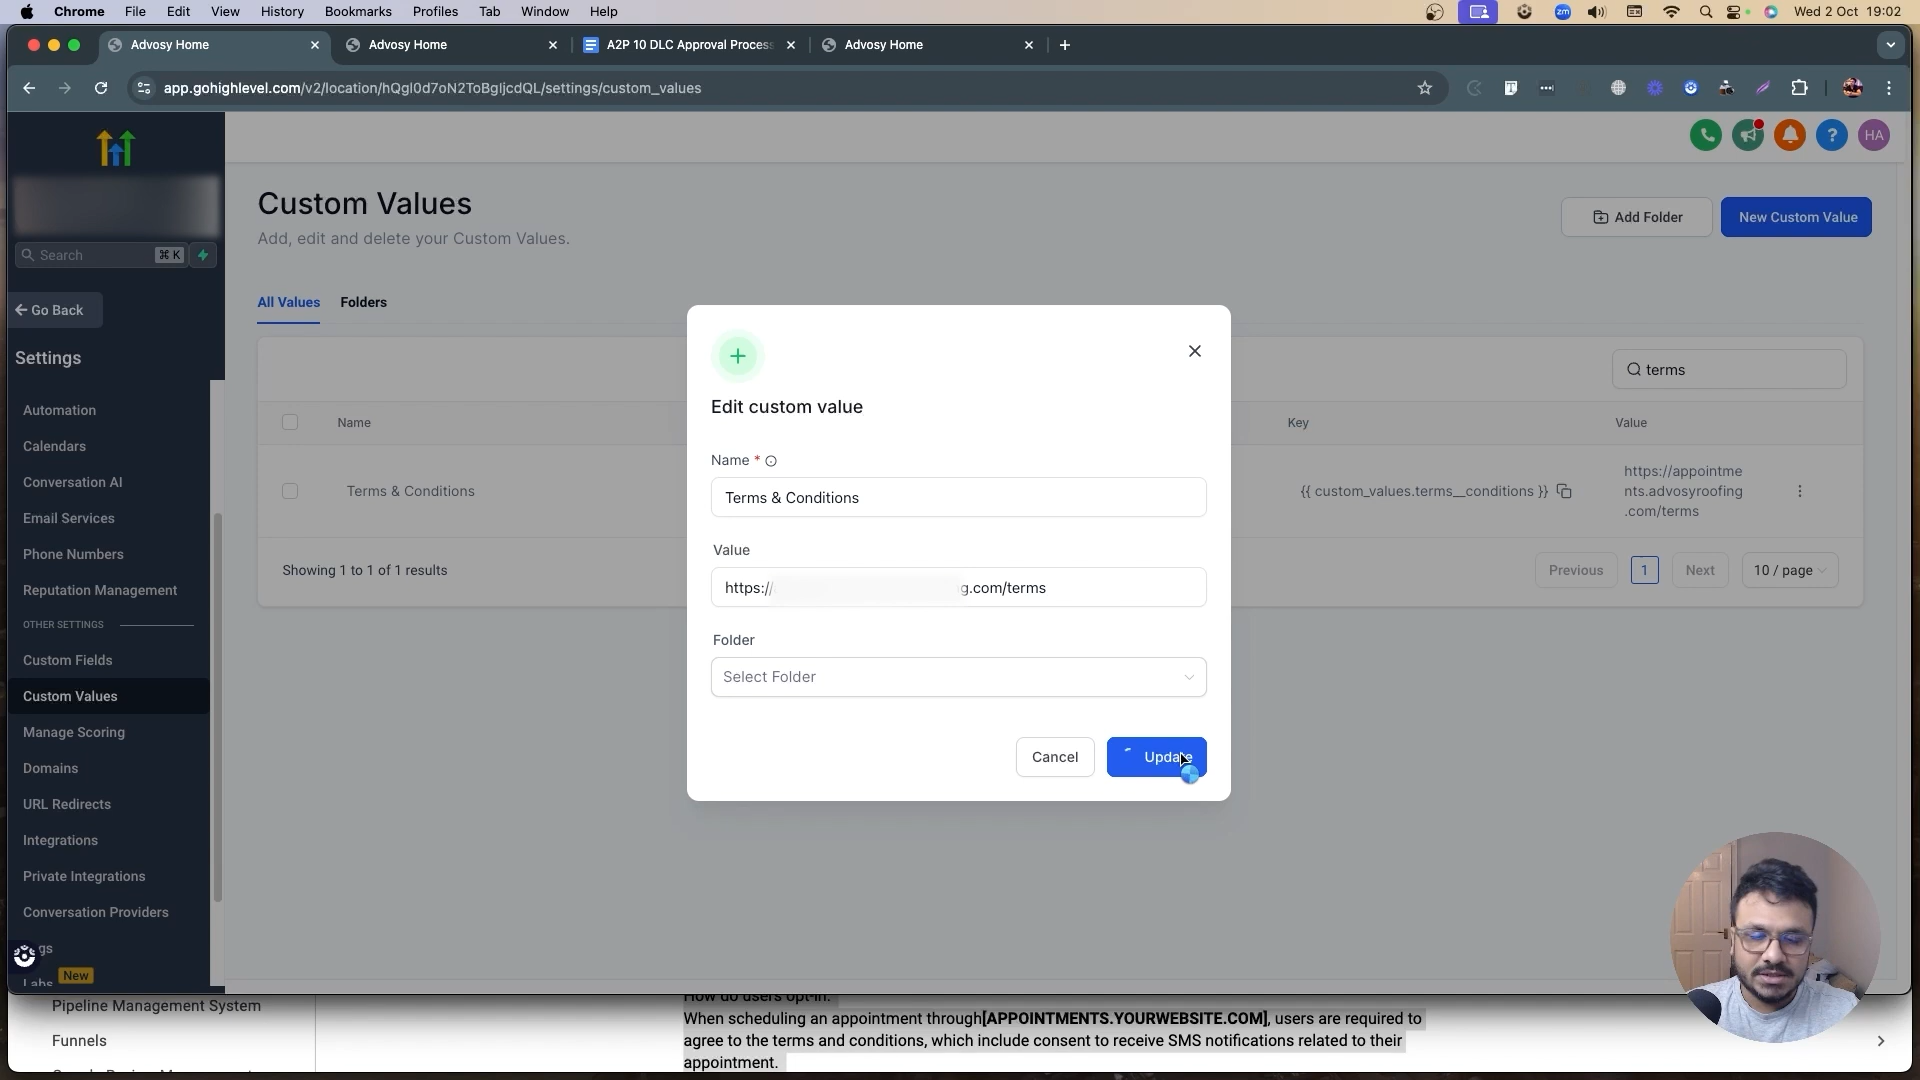 Chrome File Edit View History Bookmarks Profiles Tab Window Help
zm
Wed 2 Oct 19:02
Advosy Home
Advosy Home
A2P 10 DLC Approval Process
Advosy Home
app.gohighlevel.com/v2/location/hQgl0d7oN2ToBgljcdQL/settings/custom_values
HA
Search ⌘ K
Go Back
Settings
Automation
Calendars
Conversation AI
Email Services
Phone Numbers
Reputation Management
OTHER SETTINGS
Custom Fields
Custom Values
Manage Scoring
Domains
URL Redirects
Integrations
Private Integrations
Conversation Providers
Labs New
Custom Values
Add, edit and delete your Custom Values.
Add Folder
New Custom Value
All Values Folders
terms
Name
Key
Value
Terms & Conditions
{{ custom_values.terms__conditions }}
https://appointme
nts.advosyroofing
.com/terms
Showing 1 to 1 of 1 results
Previous 1 Next 10 / page
Edit custom value
Name *
Terms & Conditions
Value
https:// g.com/terms
Folder
Select Folder
Cancel
Update
Pipeline Management System
Funnels
How do users opt-in:
When scheduling an appointment through[APPOINTMENTS.YOURWEBSITE.COM], users are required to
agree to the terms and conditions, which include consent to receive SMS notifications related to their
appointment.